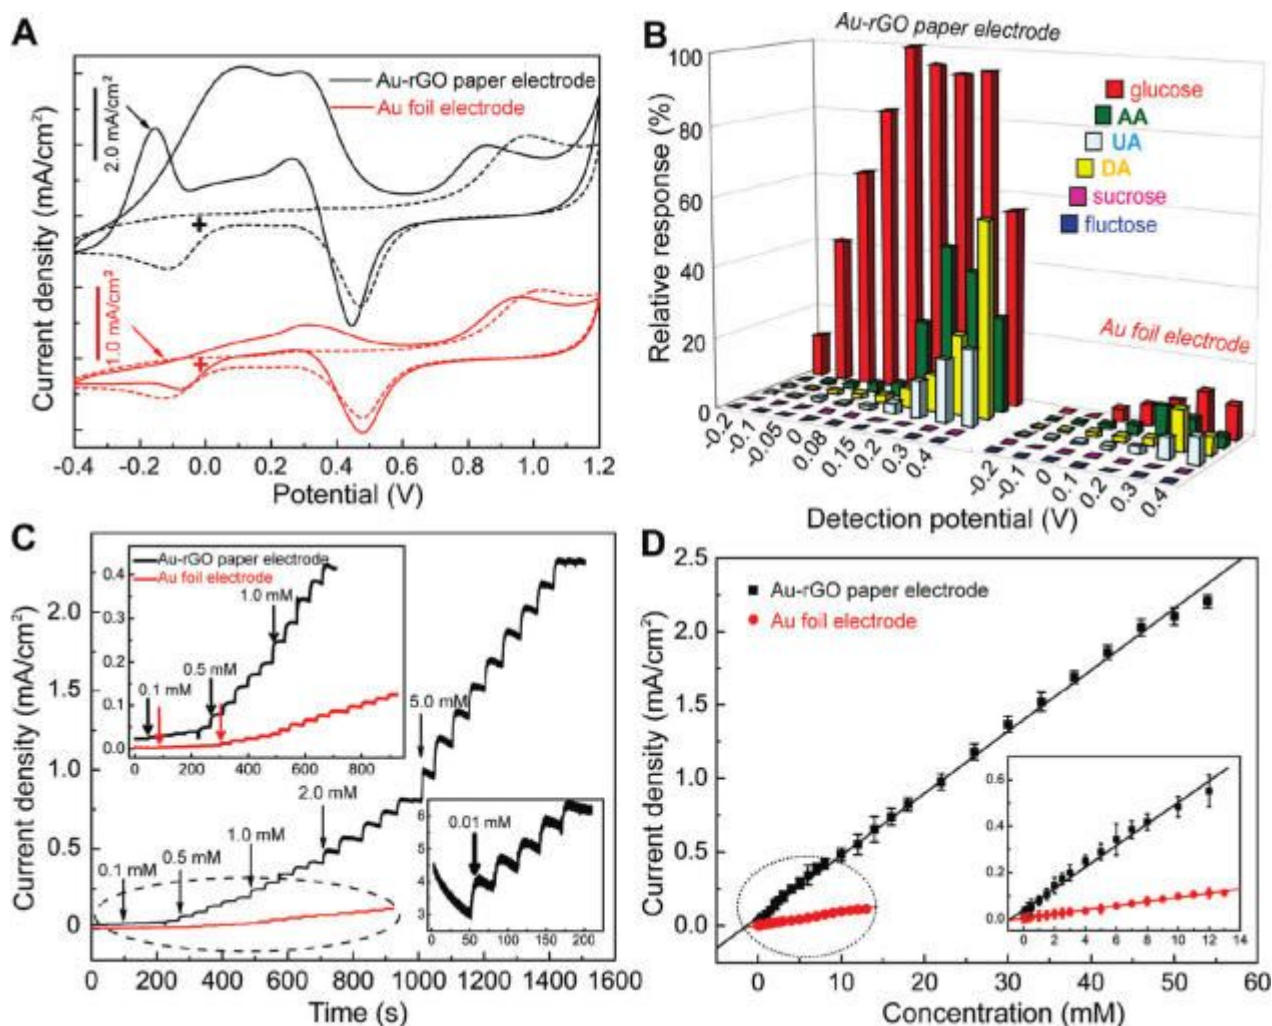 A
Au-rGO paper electrode
Au foil electrode
2.0 mA/cm²
1.0 mA/cm²
+
+
Current density (mA/cm²)
-0.4 -0.2 0.0 0.2 0.4 0.6 0.8 1.0 1.2
Potential (V)
B
Au-rGO paper electrode
100
80
60
40
20
0
Relative response (%)
glucose
AA
UA
DA
sucrose
fluctose
Au foil electrode
-0.2 -0.1 -0.05 0 0.08 0.15 0.2 0.3 0.4
-0.2 -0.1 0 0.1 0.2 0.3 0.4
Detection potential (V)
C
Au-rGO paper electrode
Au foil electrode
0.4
0.3
0.2
0.1
0.0
0 200 400 600 800
0.1 mM
0.5 mM
1.0 mM
2.0
1.5
1.0
0.5
0
Current density (mA/cm²)
0.1 mM
0.5 mM
1.0 mM
2.0 mM
5.0 mM
6
5
4
3
0.01 mM
0 50 100 150 200
0 200 400 600 800 1000 1200 1400 1600
Time (s)
D
Au-rGO paper electrode
Au foil electrode
2.5
2.0
1.5
1.0
0.5
0.0
Current density (mA/cm²)
0.6
0.4
0.2
0.0
0 2 4 6 8 10 12 14
0 10 20 30 40 50 60
Concentration (mM)